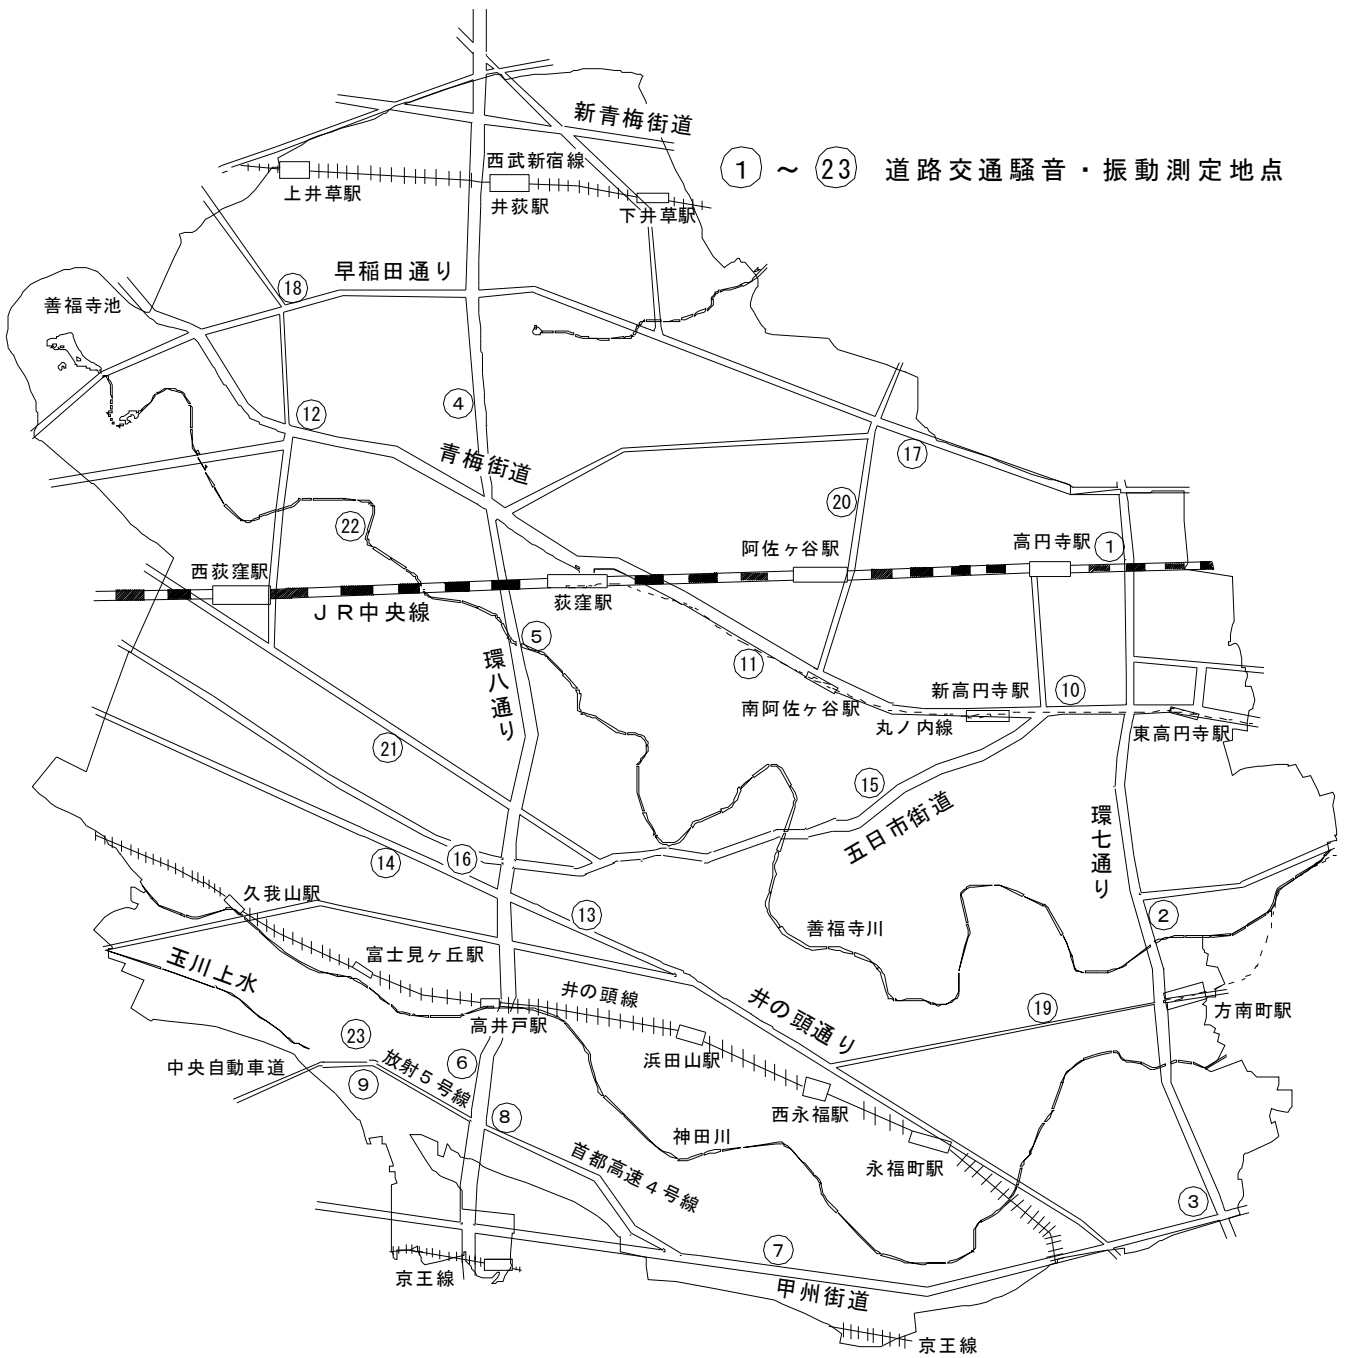 新青梅街道
① ～ ㉓ 道路交通騒音・振動測定地点
西武新宿線
上井草駅
井荻駅
下井草駅
早稲田通り
⑱
善福寺池
④
⑫
青梅街道
⑰
⑳
㉒
阿佐ヶ谷駅
高円寺駅
①
西荻窪駅
荻窪駅
ＪＲ中央線
⑤
環八通り
⑪
新高円寺駅
⑩
南阿佐ヶ谷駅
丸ノ内線
東高円寺駅
㉑
⑮
五日市街道
環七通り
⑭
⑯
久我山駅
⑬
②
善福寺川
富士見ヶ丘駅
玉川上水
井の頭線
井の頭通り
⑲
方南町駅
高井戸駅
㉓
中央自動車道
⑥
浜田山駅
放射５号線
⑨
西永福駅
⑧
神田川
永福町駅
首都高速４号線
③
⑦
京王線
甲州街道
京王線